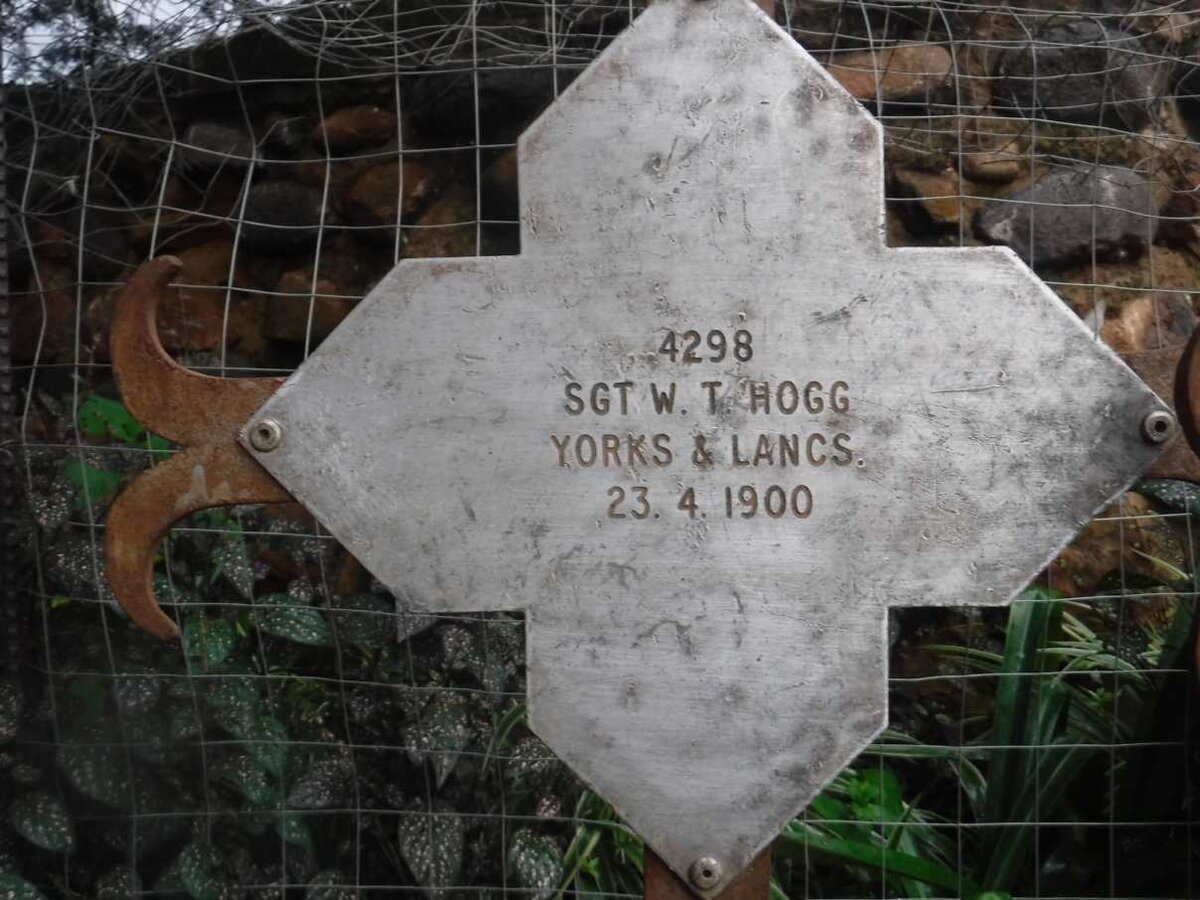 4298
SGT W. T. HOGG
YORKS & LANCS.
23. 4. 1900